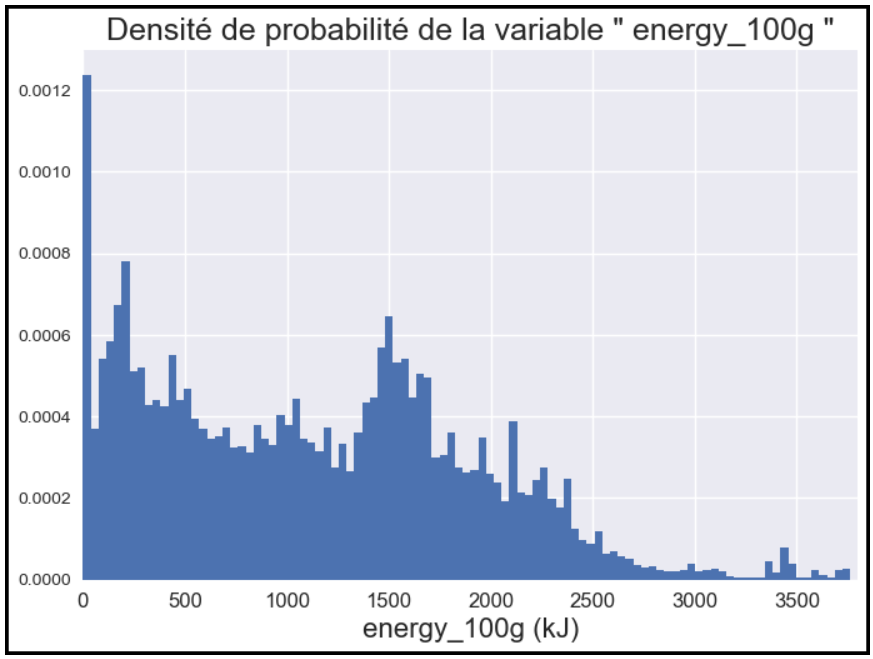 Densité de probabilité de la variable " energy_100g "
0.0012
0.0010
0.0008
0.0006
0.0004
0.0002
0.0000
0 500 1000 1500 2000 2500 3000 3500
energy_100g (kJ)